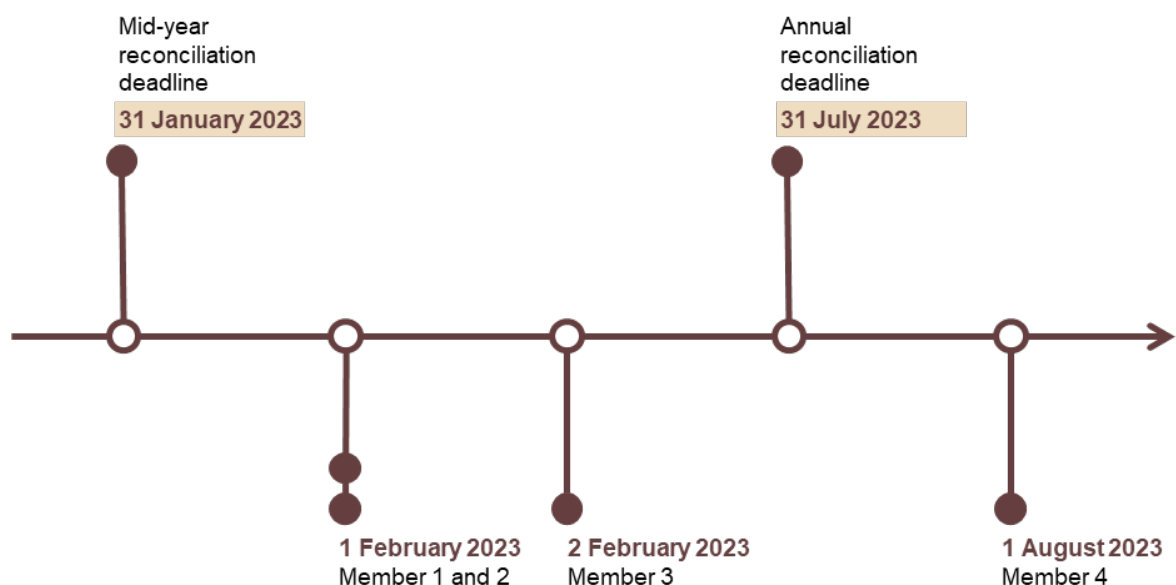 Mid-year
reconciliation
deadline
31 January 2023
Annual
reconciliation
deadline
31 July 2023
1 February 2023
Member 1 and 2
2 February 2023
Member 3
1 August 2023
Member 4